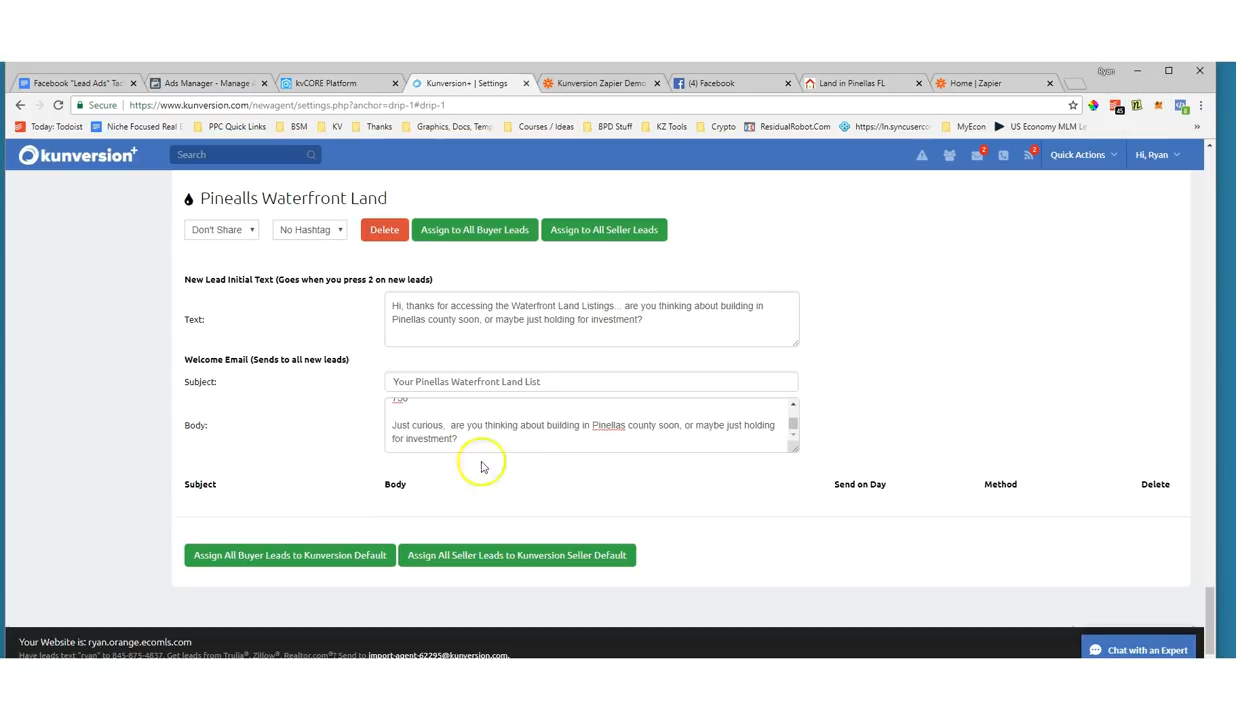 Ryan
Facebook "Lead Ads" Tac
Ads Manager - Manage A
kvCORE Platform
Kunversion+ | Settings
Kunversion Zapier Demo
(4) Facebook
Land in Pinellas FL
Home | Zapier
Secure
https://www.kunversion.com/newagent/settings.php?anchor=drip-1#drip-1
45
Today: Todoist
Niche Focused Real E
PPC Quick Links
BSM
KV
Thanks
Graphics, Docs, Temp
Courses / Ideas
BPD Stuff
KZ Tools
Crypto
ResidualRobot.Com
https://ln.syncuserco
MyEcon
US Economy MLM Le
»
kunversion+
Search
2
2
Quick Actions
Hi, Ryan
Pinealls Waterfront Land
Don't Share
No Hashtag
Delete
Assign to All Buyer Leads
Assign to All Seller Leads
New Lead Initial Text (Goes when you press 2 on new leads)
Text:
Hi, thanks for accessing the Waterfront Land Listings... are you thinking about building in
Pinellas county soon, or maybe just holding for investment?
Welcome Email (Sends to all new leads)
Subject:
Your Pinellas Waterfront Land List
Body:
Just curious, are you thinking about building in Pinellas county soon, or maybe just holding
for investment?
Subject
Body
Send on Day
Method
Delete
Assign All Buyer Leads to Kunversion Default
Assign All Seller Leads to Kunversion Seller Default
Your Website is: ryan.orange.ecomls.com
Have leads text "ryan" to 845-875-4837. Get leads from Trulia®, Zillow®, Realtor.com? Send to import-agent-62295@kunversion.com.
Chat with an Expert